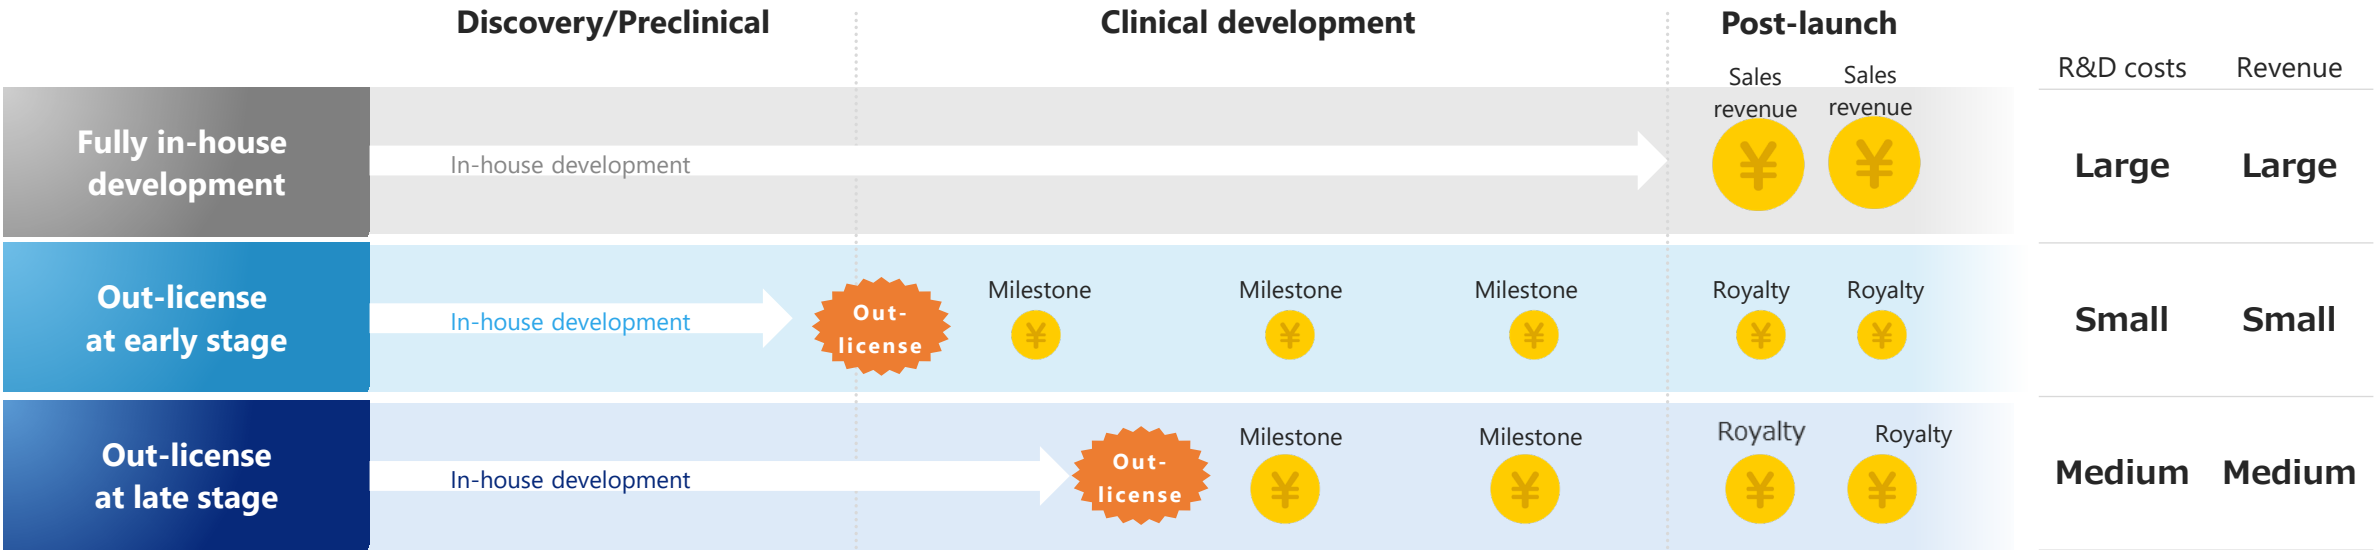 Discovery/Preclinical
Clinical development
Post-launch
R&D costs
Revenue
Fully in-house
development
In-house development
Sales
revenue
¥
Sales
revenue
¥
Large
Large
Out-license
at early stage
In-house development
Out-
license
Milestone
¥
Milestone
¥
Milestone
¥
Royalty
¥
Royalty
¥
Small
Small
Out-license
at late stage
In-house development
Out-
license
Milestone
¥
Milestone
¥
Royalty
¥
Royalty
¥
Medium
Medium